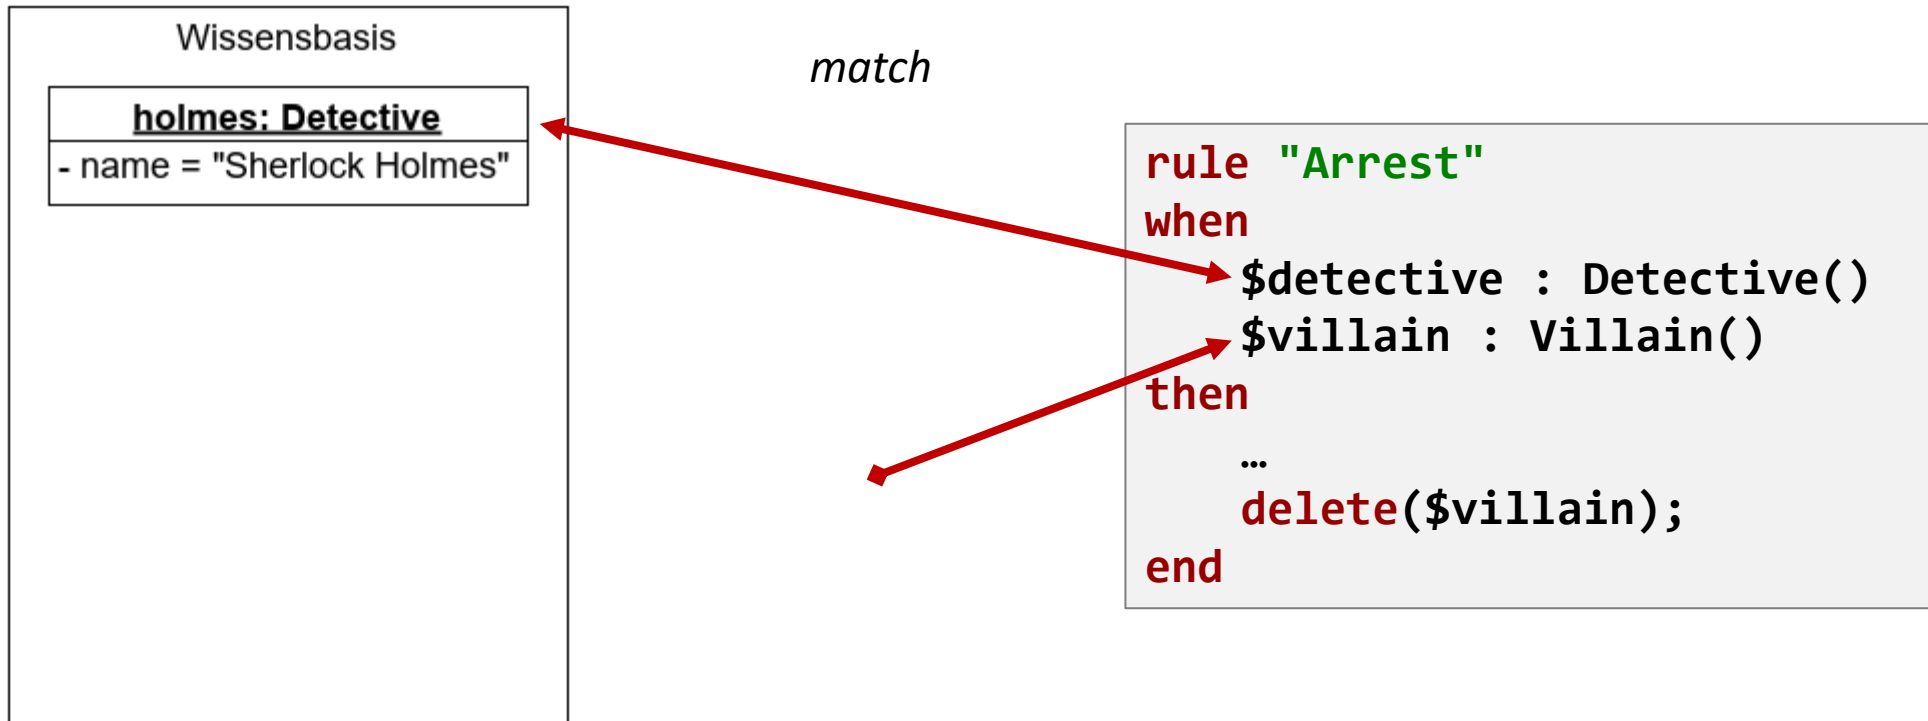 Wissensbasis
holmes: Detective
- name = "Sherlock Holmes"
match
rule "Arrest"
when
$detective : Detective()
$villain : Villain()
then
…
delete($villain);
end